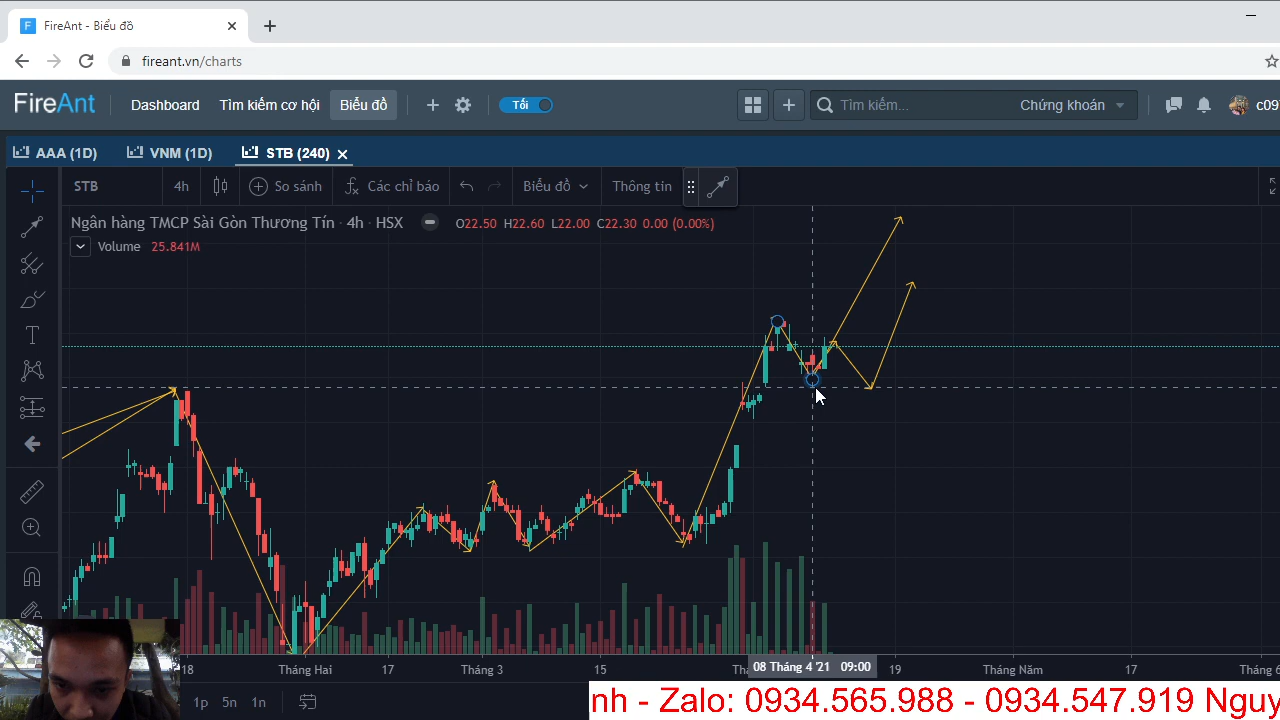 FireAnt - Biểu đồ
fireant.vn/charts
FireAnt Dashboard Tìm kiếm cơ hội Biểu đồ Tối Tìm kiếm... Chứng khoán c09
AAA (1D) VNM (1D) STB (240)
STB 4h So sánh Các chỉ báo Biểu đồ Thông tin
Ngân hàng TMCP Sài Gòn Thương Tín · 4h · HSX O22.50 H22.60 L22.00 C22.30 0.00 (0.00%)
Volume 25.841M
18 Tháng Hai 17 Tháng 3 15 08 Tháng 4 '21 09:00 19 Tháng Năm 17
1p 5n 1n
nh - Zalo: 0934.565.988 - 0934.547.919 Nguy